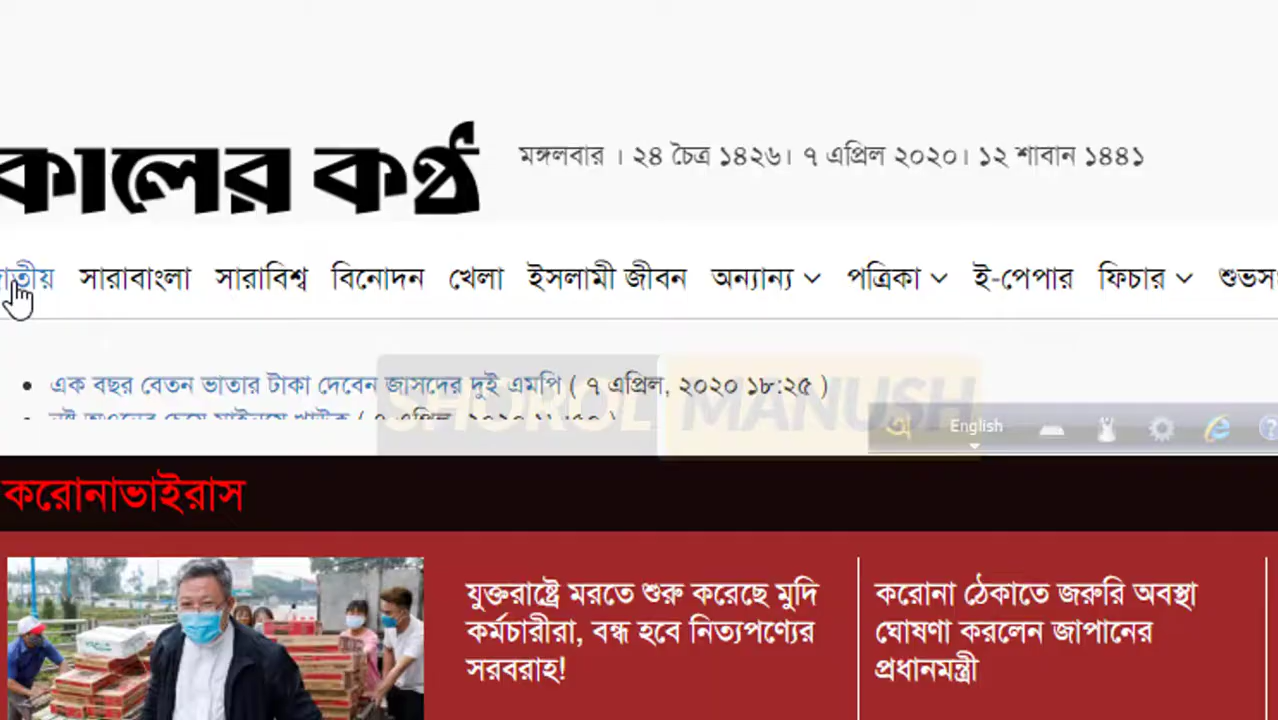 কালের কণ্ঠ
মঙ্গলবার । ২৪ চৈত্র ১৪২৬। ৭ এপ্রিল ২০২০। ১২ শাবান ১৪৪১
জাতীয় সারাবাংলা সারাবিশ্ব বিনোদন খেলা ইসলামী জীবন অন্যান্য পত্রিকা ই-পেপার ফিচার
এক বছর বেতন ভাতার টাকা দেবেন জাসদের দুই এমপি ( ৭ এপ্রিল, ২০২০ ১৮:২৫ )
SHOROL MANUSH
English
করোনাভাইরাস
যুক্তরাষ্ট্রে মরতে শুরু করেছে মুদি
কর্মচারীরা, বন্ধ হবে নিত্যপণ্যের
সরবরাহ!
করোনা ঠেকাতে জরুরি অবস্থা
ঘোষণা করলেন জাপানের
প্রধানমন্ত্রী